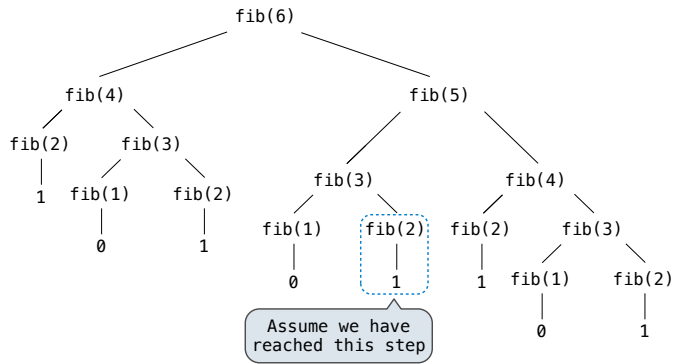 fib(6)
fib(4) fib(5)
fib(2) fib(3)
fib(3) fib(4)
1 fib(1) fib(2)
fib(1) fib(2) fib(2) fib(3)
0 1
0 1 1 fib(1) fib(2)
Assume we have
reached this step
0 1